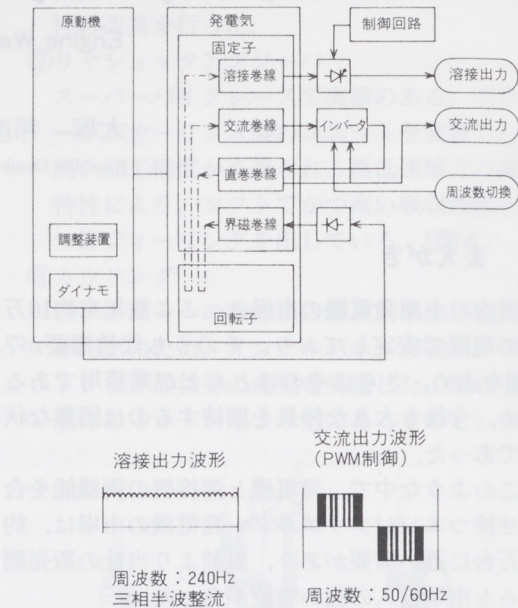 原動機
発電気
制御回路
固定子
溶接巻線
溶接出力
交流巻線
インバータ
交流出力
直巻巻線
周波数切換
界磁巻線
調整装置
ダイナモ
回転子
溶接出力波形
交流出力波形
(PWM制御)
周波数：240Hz
三相半波整流
周波数：50/60Hz